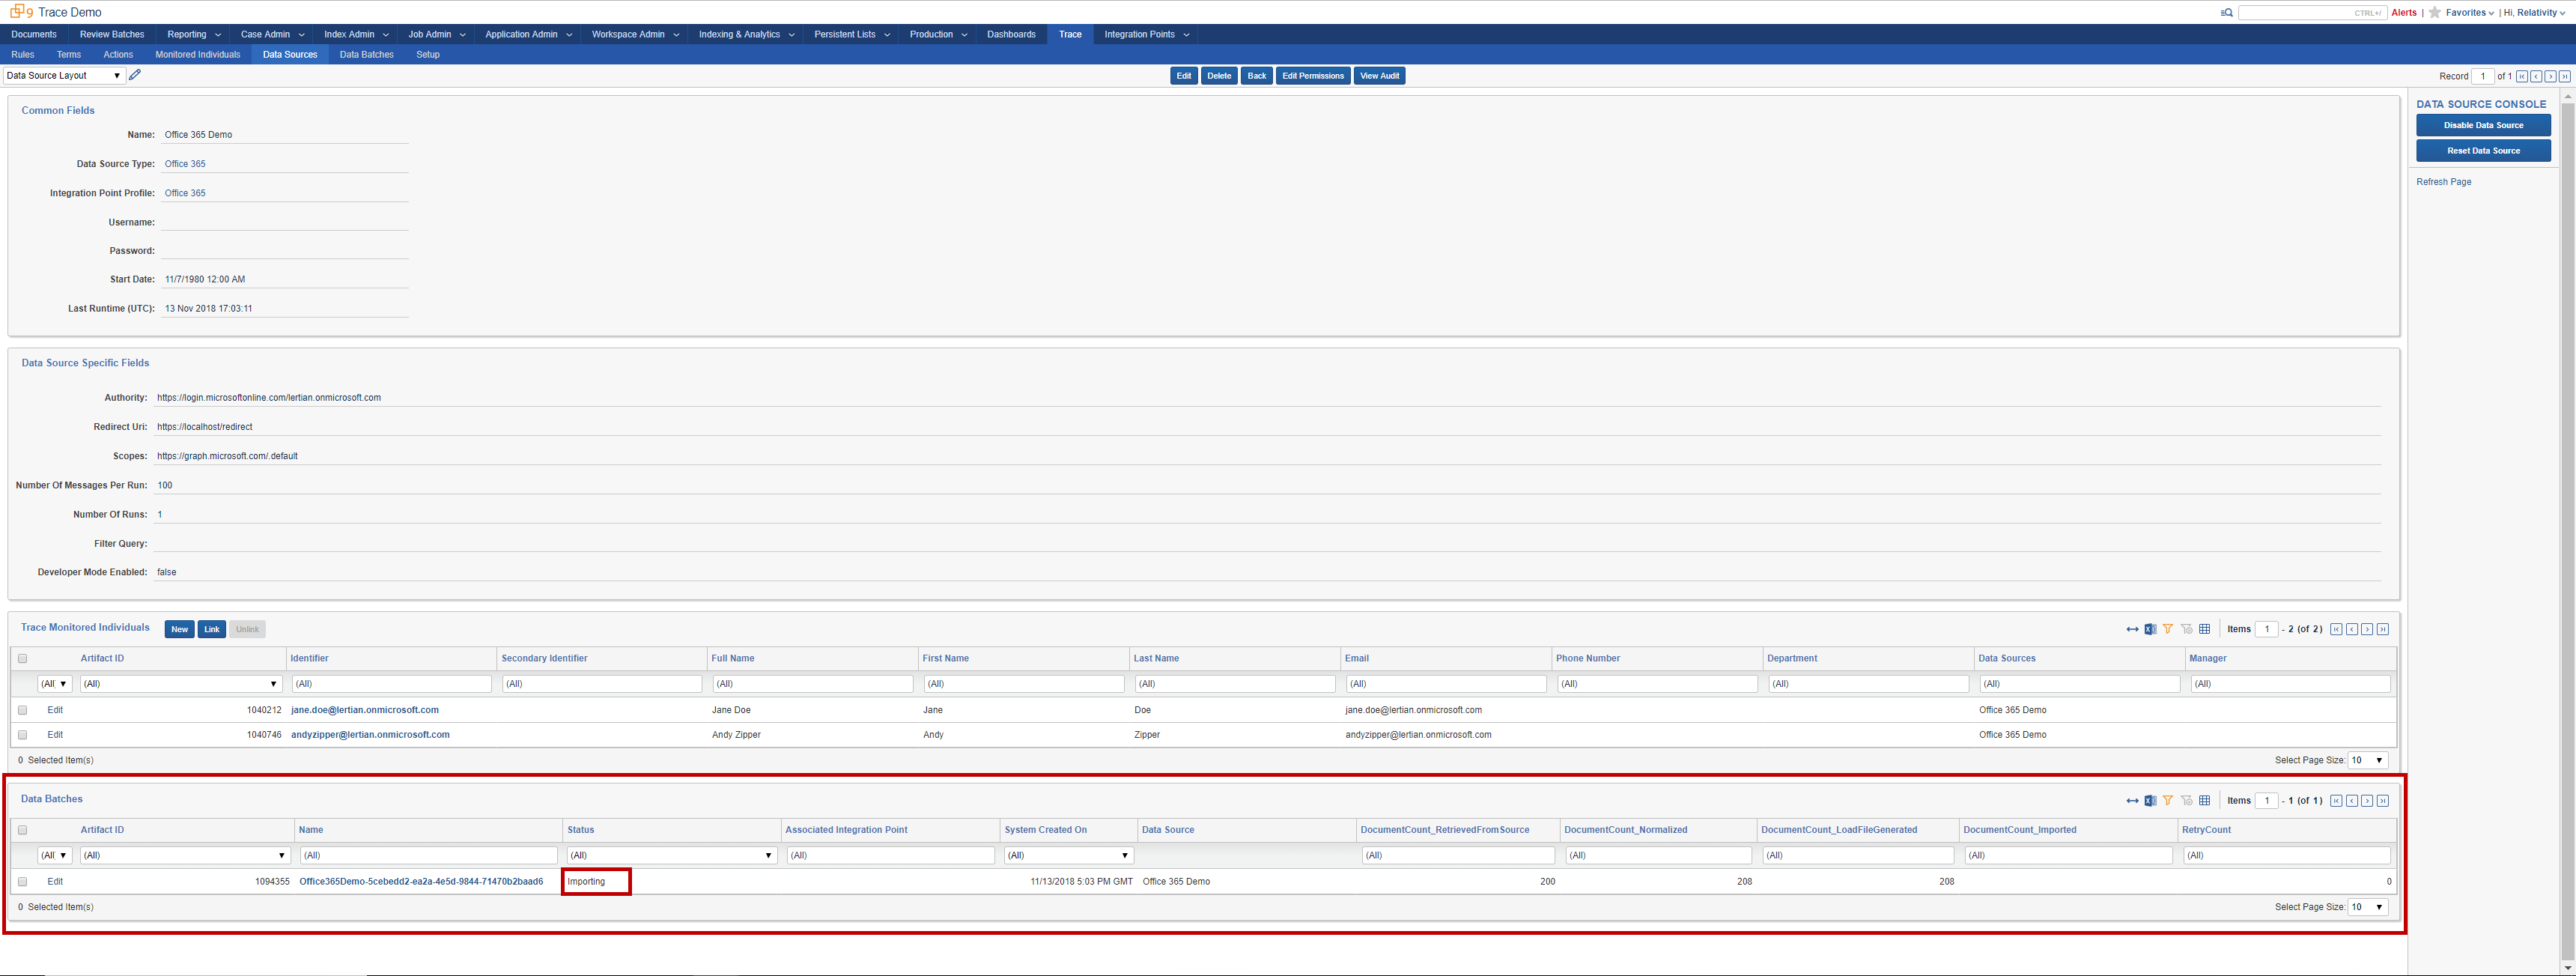 9 Trace Demo CTRL+/ Alerts | Favorites | Hi, Relativity
Documents Review Batches Reporting Case Admin Index Admin Job Admin Application Admin Workspace Admin Indexing & Analytics Persistent Lists Production Dashboards Trace Integration Points
Rules Terms Actions Monitored Individuals Data Sources Data Batches Setup
Data Source Layout Edit Delete Back Edit Permissions View Audit Record 1 of 1
Common Fields
Name: Office 365 Demo
Data Source Type: Office 365
Integration Point Profile: Office 365
Username:
Password:
Start Date: 11/7/1980 12:00 AM
Last Runtime (UTC): 13 Nov 2018 17:03:11
DATA SOURCE CONSOLE
Disable Data Source
Reset Data Source
Refresh Page
Data Source Specific Fields
Authority: https://login.microsoftonline.com/lertian.onmicrosoft.com
Redirect Uri: https://localhost/redirect
Scopes: https://graph.microsoft.com/.default
Number Of Messages Per Run: 100
Number Of Runs: 1
Filter Query:
Developer Mode Enabled: false
Trace Monitored Individuals New Link Unlink Items 1 - 2 (of 2)
Artifact ID Identifier Secondary Identifier Full Name First Name Last Name Email Phone Number Department Data Sources Manager
(All (All) (All) (All) (All) (All) (All) (All) (All) (All) (All) (All)
Edit 1040212 jane.doe@lertian.onmicrosoft.com Jane Doe Jane Doe jane.doe@lertian.onmicrosoft.com Office 365 Demo
Edit 1040746 andyzipper@lertian.onmicrosoft.com Andy Zipper Andy Zipper andyzipper@lertian.onmicrosoft.com Office 365 Demo
0 Selected Item(s) Select Page Size: 10
Data Batches Items 1 - 1 (of 1)
Artifact ID Name Status Associated Integration Point System Created On Data Source DocumentCount_RetrievedFromSource DocumentCount_Normalized DocumentCount_LoadFileGenerated DocumentCount_Imported RetryCount
(All (All) (All) (All) (All) (All) (All) (All) (All) (All) (All)
Edit 1094355 Office365Demo-5cebedd2-ea2a-4e5d-9844-71470b2baad6 Importing 11/13/2018 5:03 PM GMT Office 365 Demo 200 208 208 0
0 Selected Item(s) Select Page Size: 10